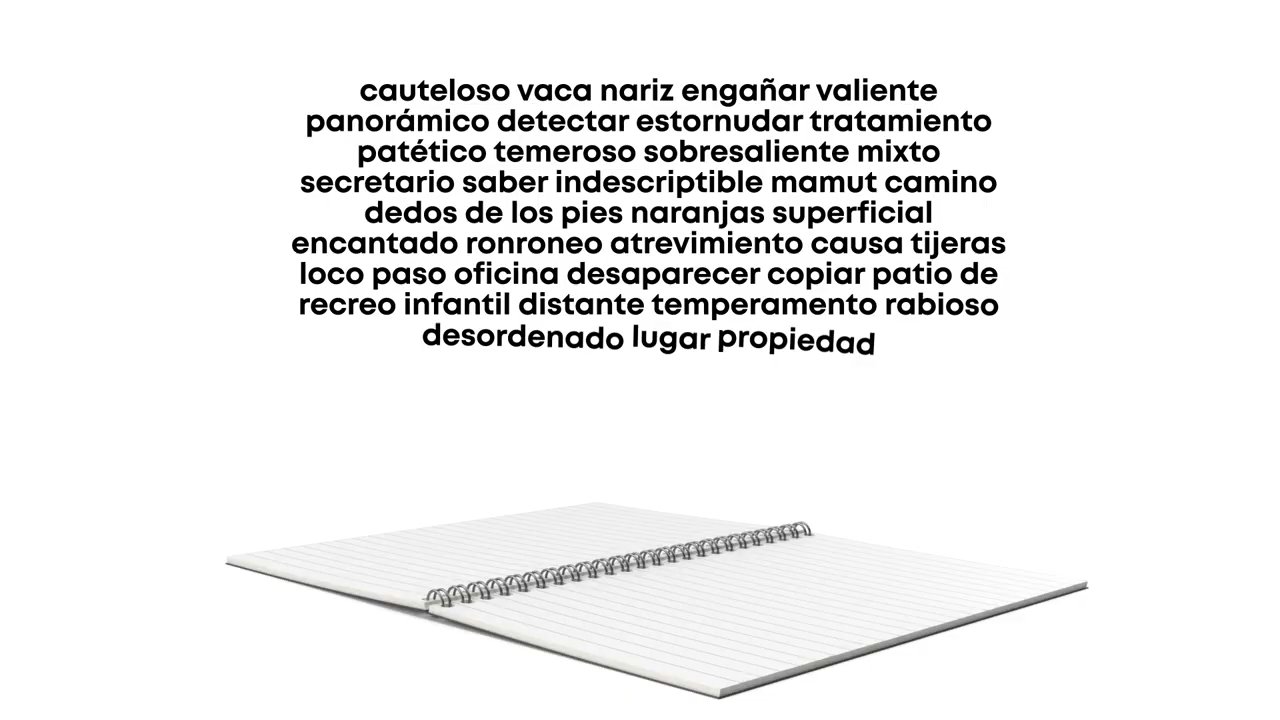 cauteloso vaca nariz engañar valiente
panorámico detectar estornudar tratamiento
patético temeroso sobresaliente mixto
secretario saber indescriptible mamut camino
dedos de los pies naranjas superficial
encantado ronroneo atrevimiento causa tijeras
loco paso oficina desaparecer copiar patio de
recreo infantil distante temperamento rabioso
desordenado lugar propiedad